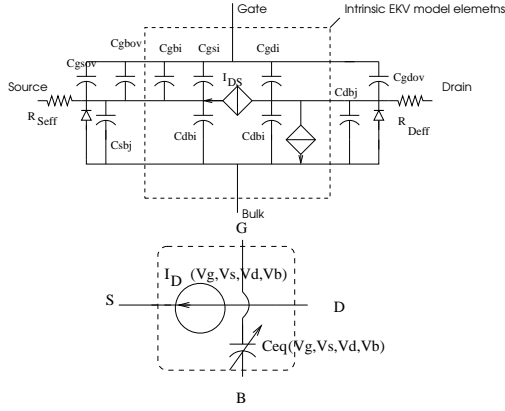 Gate
Intrinsic EKV model elemetns
Cgbov
Cgsov
Cgbi
Cgsi
Cgdi
Cgdov
Source
I DS
Drain
R Seff
Cdbj
R Deff
Csbj
Cdbi
Cdbi
Bulk
G
I D (Vg,Vs,Vd,Vb)
S
D
Ceq(Vg,Vs,Vd,Vb)
B